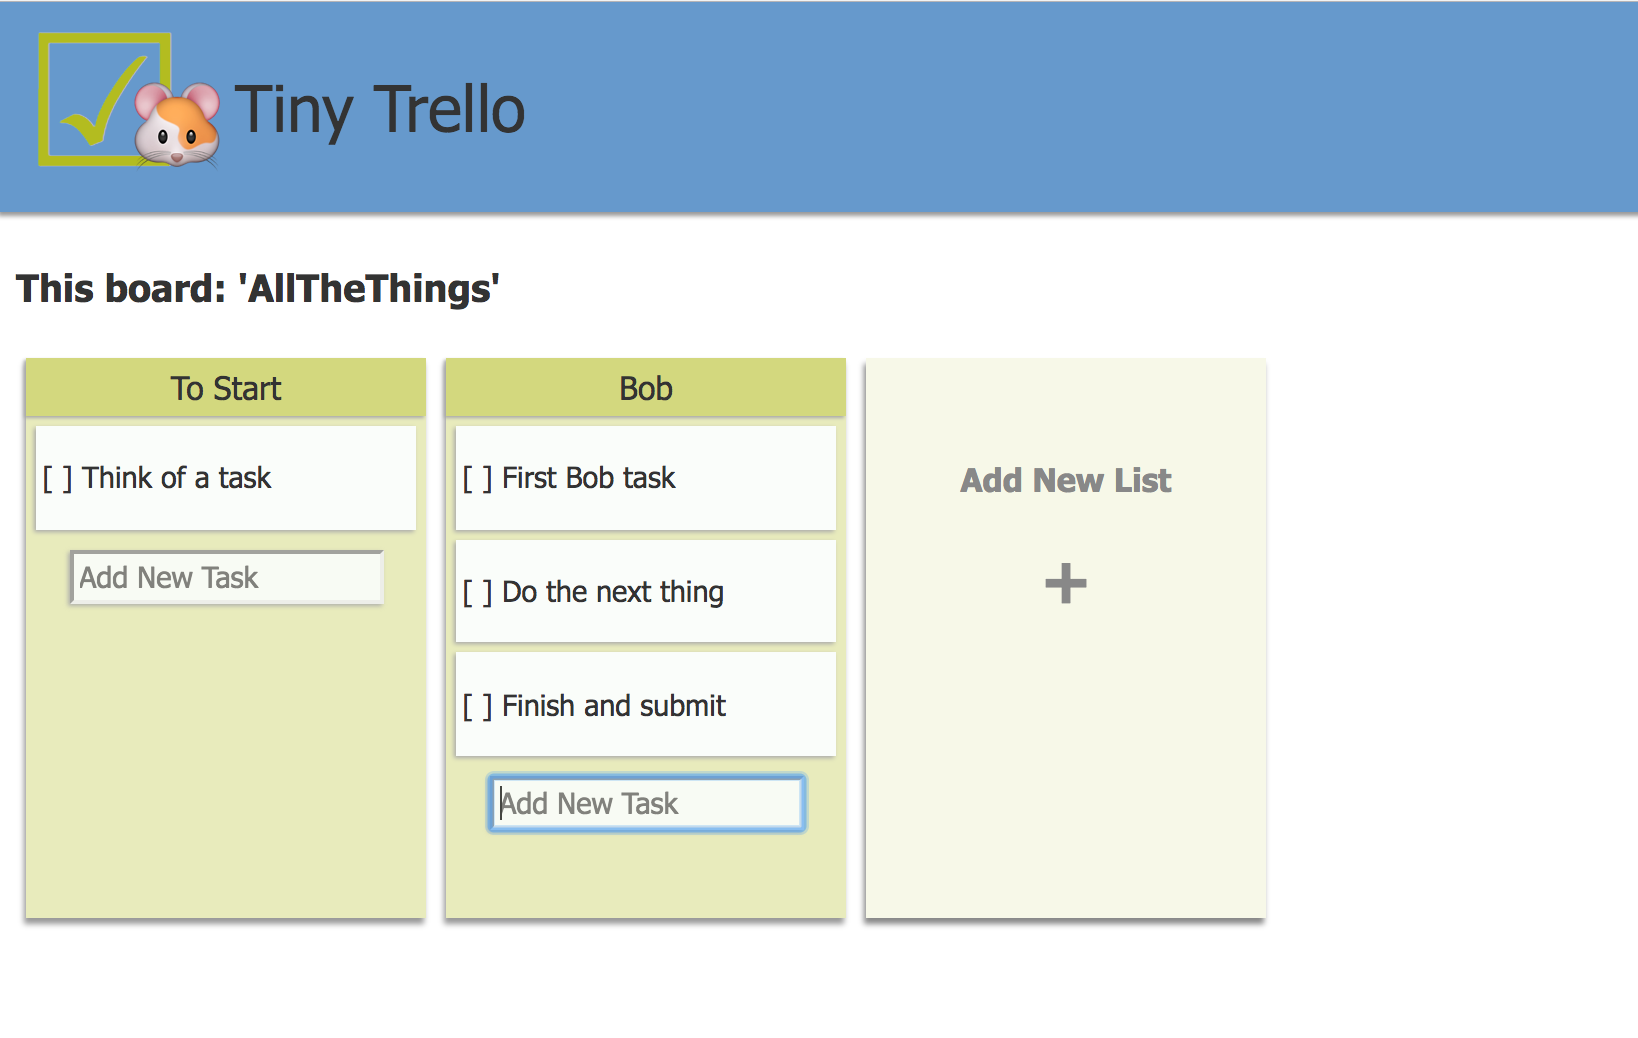 Tiny Trello
This board: 'AllTheThings'
To Start
[ ] Think of a task
Add New Task
Bob
[ ] First Bob task
[ ] Do the next thing
[ ] Finish and submit
Add New Task
Add New List
+